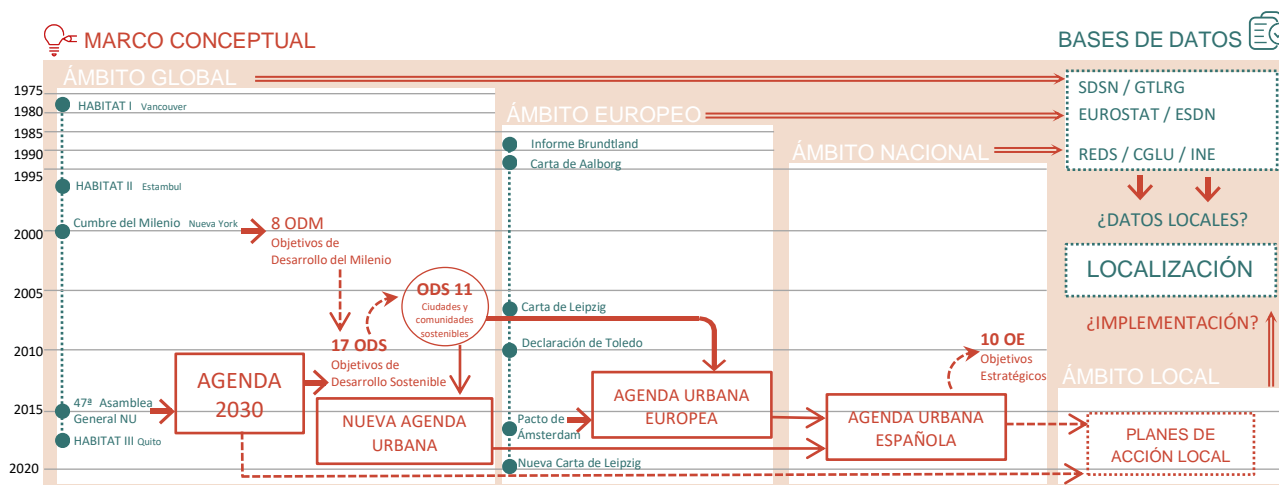 MARCO CONCEPTUAL
BASES DE DATOS
ÁMBITO GLOBAL
1975
1980
1985
1990
1995
2000
2005
2010
2015
2020
HABITAT I Vancouver
HABITAT II Estambul
Cumbre del Milenio Nueva York
8 ODM
Objetivos de
Desarrollo del Milenio
17 ODS
Objetivos de
Desarrollo Sostenible
ODS 11
Ciudades y
comunidades
sostenibles
AGENDA
2030
47ª Asamblea
General NU
HABITAT III Quito
NUEVA AGENDA
URBANA
ÁMBITO EUROPEO
Informe Brundtland
Carta de Aalborg
Carta de Leipzig
Declaración de Toledo
Pacto de
Ámsterdam
Nueva Carta de Leipzig
AGENDA URBANA
EUROPEA
ÁMBITO NACIONAL
10 OE
Objetivos
Estratégicos
AGENDA URBANA
ESPAÑOLA
SDSN / GTLRG
EUROSTAT / ESDN
REDS / CGLU / INE
¿DATOS LOCALES?
LOCALIZACIÓN
¿IMPLEMENTACIÓN?
ÁMBITO LOCAL
PLANES DE
ACCIÓN LOCAL